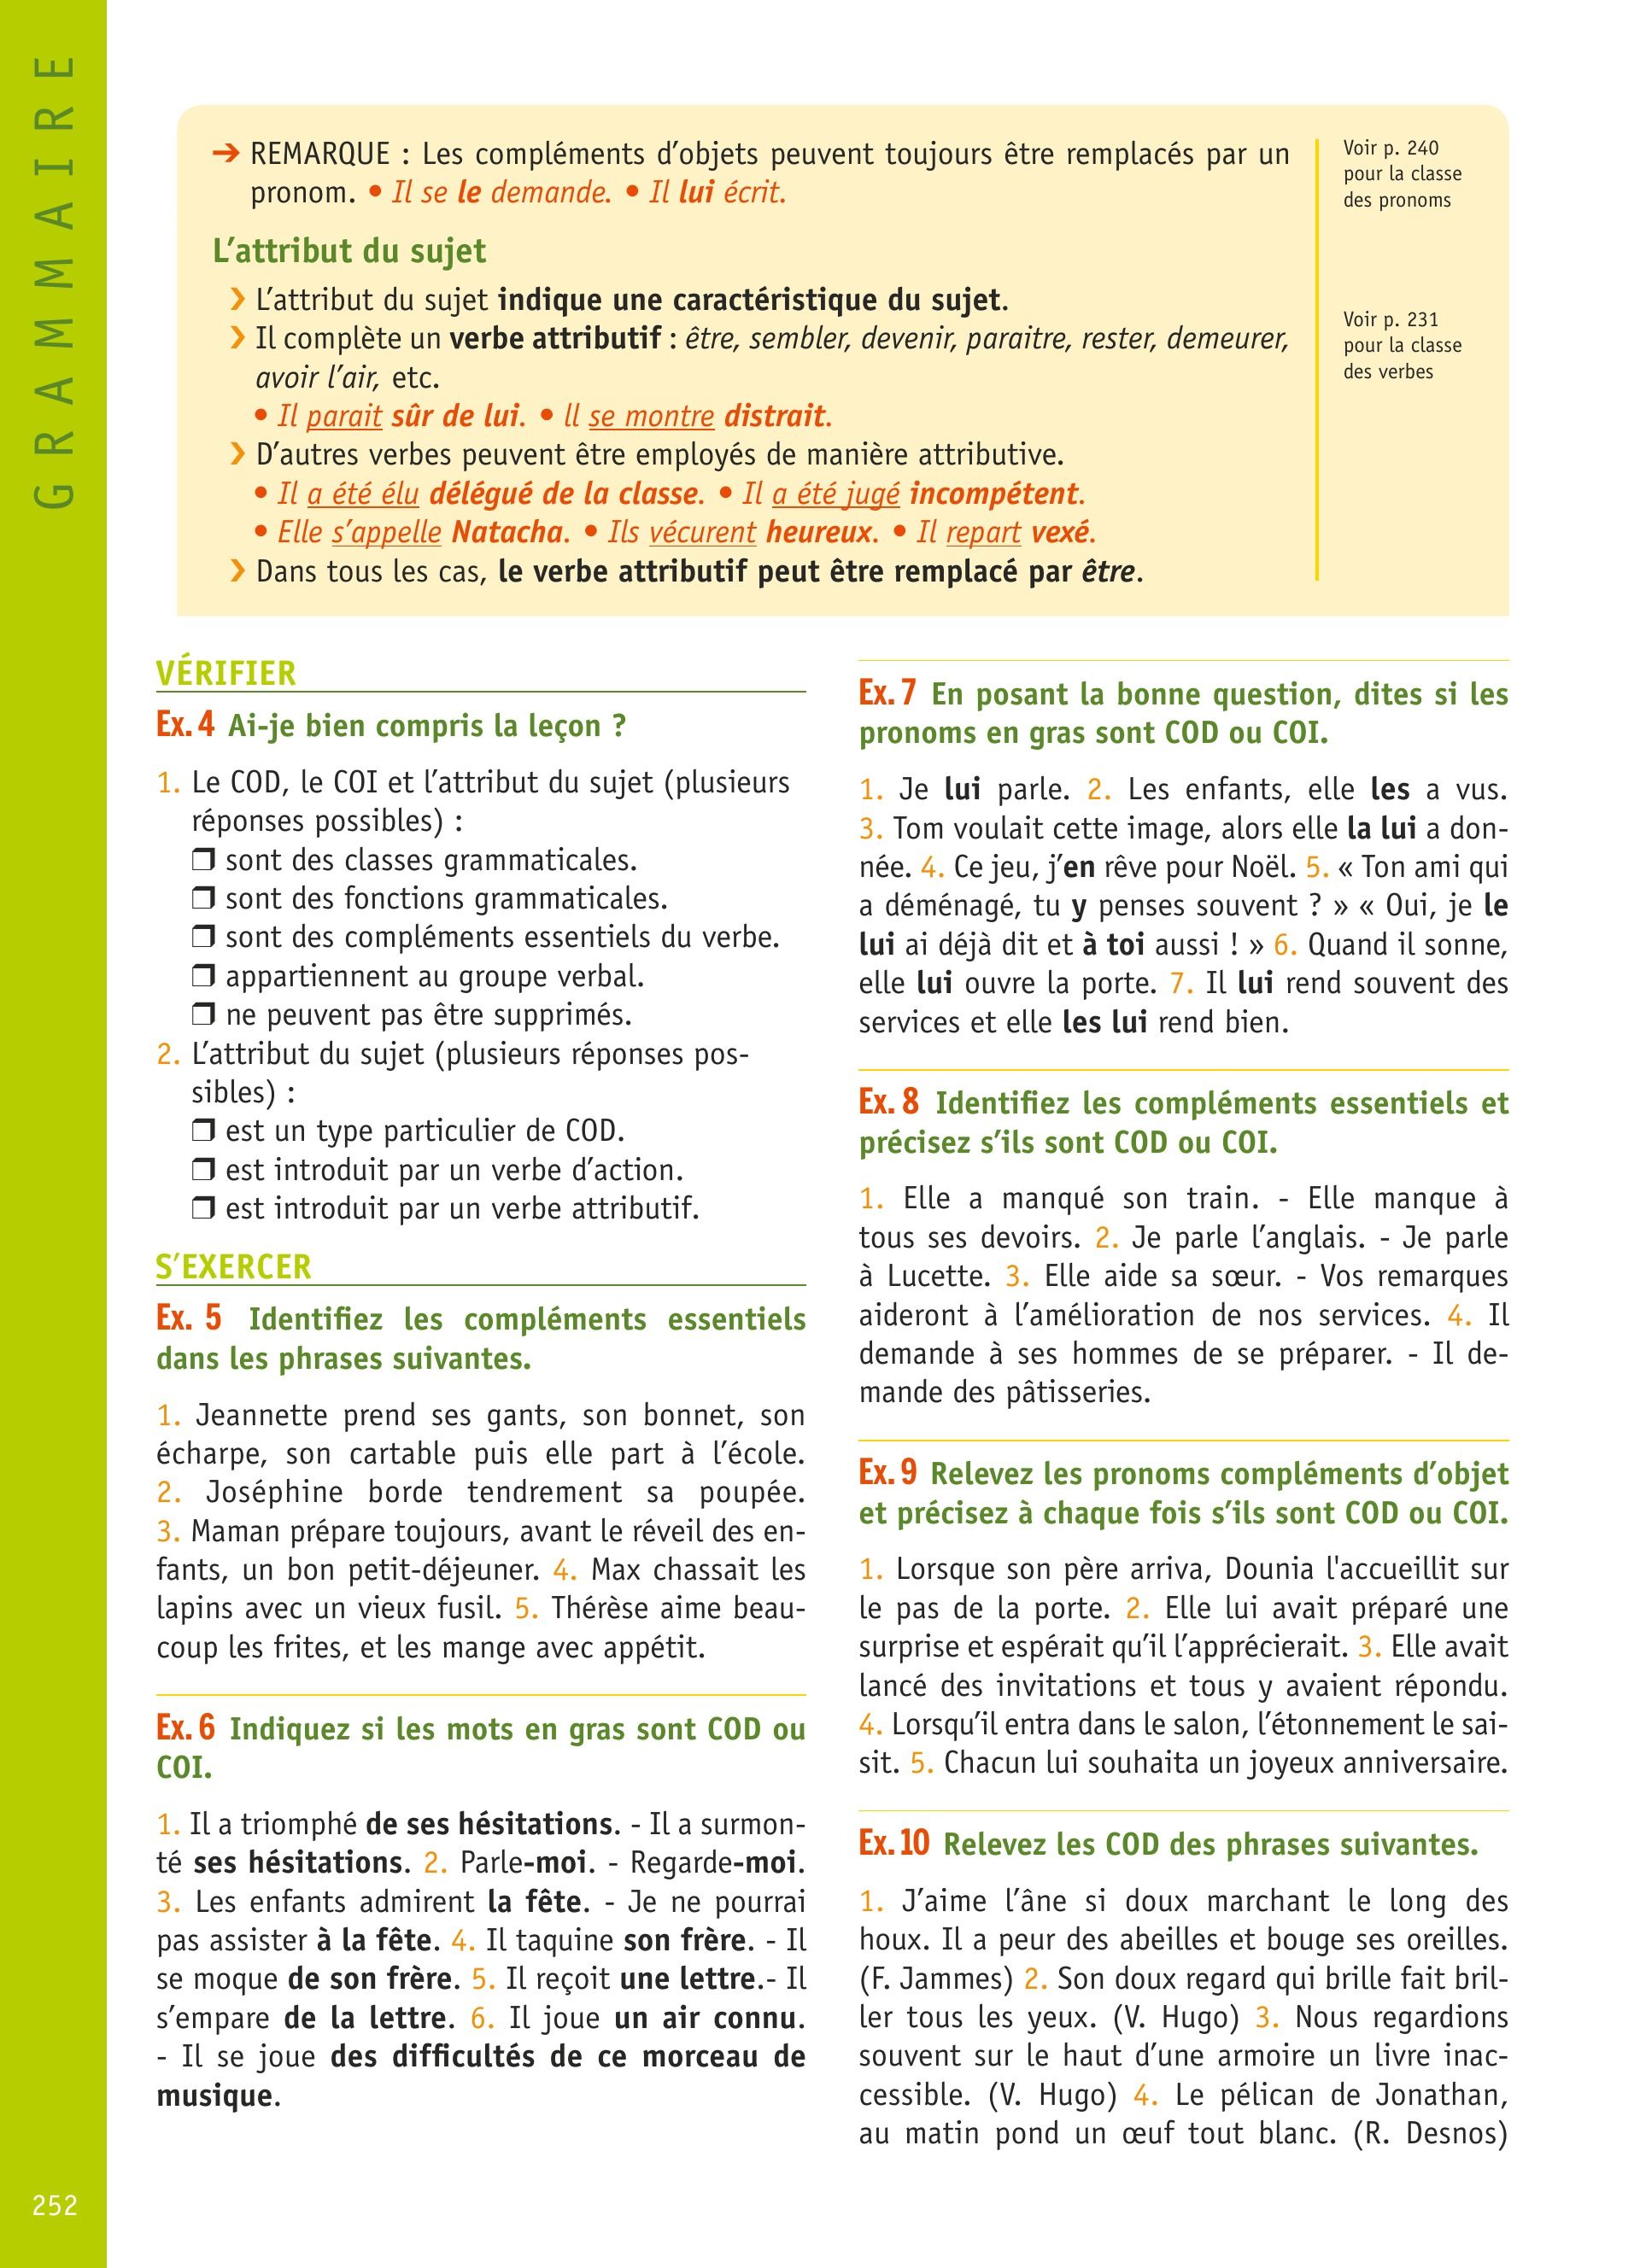 GRAMMAIRE
➔ REMARQUE : Les compléments d’objets peuvent toujours être remplacés par un
pronom. • Il se le demande. • Il lui écrit.
Voir p. 240
pour la classe
des pronoms
L’attribut du sujet
❯ L’attribut du sujet indique une caractéristique du sujet.
❯ Il complète un verbe attributif : être, sembler, devenir, paraitre, rester, demeurer,
avoir l’air, etc.
• Il parait sûr de lui. • ll se montre distrait.
❯ D’autres verbes peuvent être employés de manière attributive.
• Il a été élu délégué de la classe. • Il a été jugé incompétent.
• Elle s’appelle Natacha. • Ils vécurent heureux. • Il repart vexé.
❯ Dans tous les cas, le verbe attributif peut être remplacé par être.
Voir p. 231
pour la classe
des verbes
VÉRIFIER
Ex. 4 Ai-je bien compris la leçon ?
1. Le COD, le COI et l’attribut du sujet (plusieurs
réponses possibles) :
❒ sont des classes grammaticales.
❒ sont des fonctions grammaticales.
❒ sont des compléments essentiels du verbe.
❒ appartiennent au groupe verbal.
❒ ne peuvent pas être supprimés.
2. L’attribut du sujet (plusieurs réponses pos-
sibles) :
❒ est un type particulier de COD.
❒ est introduit par un verbe d’action.
❒ est introduit par un verbe attributif.
S’EXERCER
Ex. 5 Identifiez les compléments essentiels
dans les phrases suivantes.
1. Jeannette prend ses gants, son bonnet, son
écharpe, son cartable puis elle part à l’école.
2. Joséphine borde tendrement sa poupée.
3. Maman prépare toujours, avant le réveil des en-
fants, un bon petit-déjeuner. 4. Max chassait les
lapins avec un vieux fusil. 5. Thérèse aime beau-
coup les frites, et les mange avec appétit.
Ex. 6 Indiquez si les mots en gras sont COD ou
COI.
1. Il a triomphé de ses hésitations. - Il a surmon-
té ses hésitations. 2. Parle-moi. - Regarde-moi.
3. Les enfants admirent la fête. - Je ne pourrai
pas assister à la fête. 4. Il taquine son frère. - Il
se moque de son frère. 5. Il reçoit une lettre.- Il
s’empare de la lettre. 6. Il joue un air connu.
- Il se joue des difficultés de ce morceau de
musique.
Ex. 7 En posant la bonne question, dites si les
pronoms en gras sont COD ou COI.
1. Je lui parle. 2. Les enfants, elle les a vus.
3. Tom voulait cette image, alors elle la lui a don-
née. 4. Ce jeu, j’en rêve pour Noël. 5. « Ton ami qui
a déménagé, tu y penses souvent ? » « Oui, je le
lui ai déjà dit et à toi aussi ! » 6. Quand il sonne,
elle lui ouvre la porte. 7. Il lui rend souvent des
services et elle les lui rend bien.
Ex. 8 Identifiez les compléments essentiels et
précisez s’ils sont COD ou COI.
1. Elle a manqué son train. - Elle manque à
tous ses devoirs. 2. Je parle l’anglais. - Je parle
à Lucette. 3. Elle aide sa sœur. - Vos remarques
aideront à l’amélioration de nos services. 4. Il
demande à ses hommes de se préparer. - Il de-
mande des pâtisseries.
Ex. 9 Relevez les pronoms compléments d’objet
et précisez à chaque fois s’ils sont COD ou COI.
1. Lorsque son père arriva, Dounia l'accueillit sur
le pas de la porte. 2. Elle lui avait préparé une
surprise et espérait qu’il l’apprécierait. 3. Elle avait
lancé des invitations et tous y avaient répondu.
4. Lorsqu’il entra dans le salon, l’étonnement le sai-
sit. 5. Chacun lui souhaita un joyeux anniversaire.
Ex. 10 Relevez les COD des phrases suivantes.
1. J’aime l’âne si doux marchant le long des
houx. Il a peur des abeilles et bouge ses oreilles.
(F. Jammes) 2. Son doux regard qui brille fait bril-
ler tous les yeux. (V. Hugo) 3. Nous regardions
souvent sur le haut d’une armoire un livre inac-
cessible. (V. Hugo) 4. Le pélican de Jonathan,
au matin pond un œuf tout blanc. (R. Desnos)
252